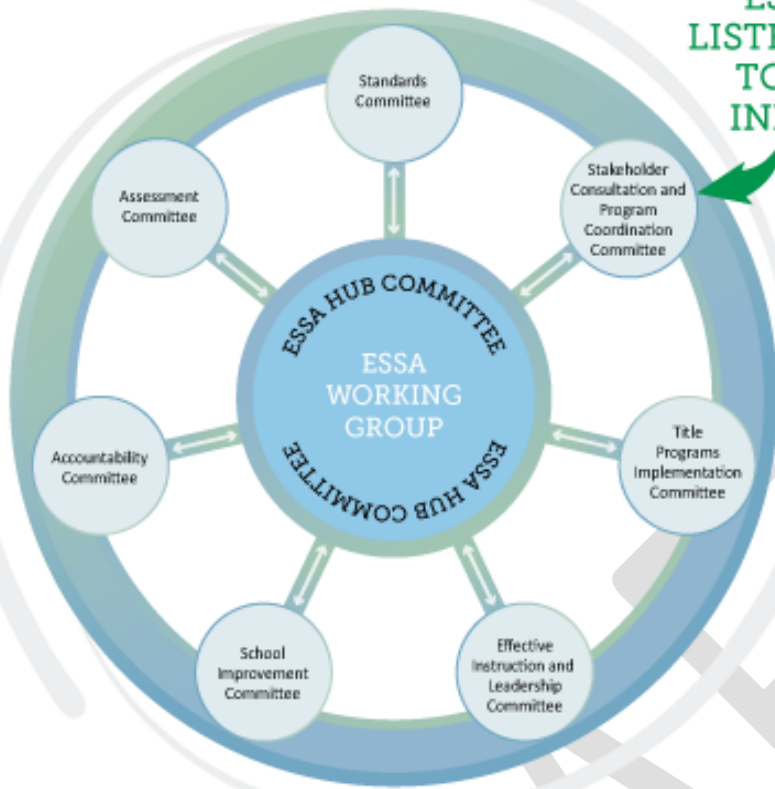 LISTE
TO
IN
Standards
Committee
Stakeholder
Consultation and
Program
Coordination
Committee
Assessment
Committee
ESSA HUB COMMITTEE
ESSA
WORKING
GROUP
ESSA HUB COMMITTEE
Title
Programs
Implementation
Committee
Accountability
Committee
School
Improvement
Committee
Effective
Instruction and
Leadership
Committee